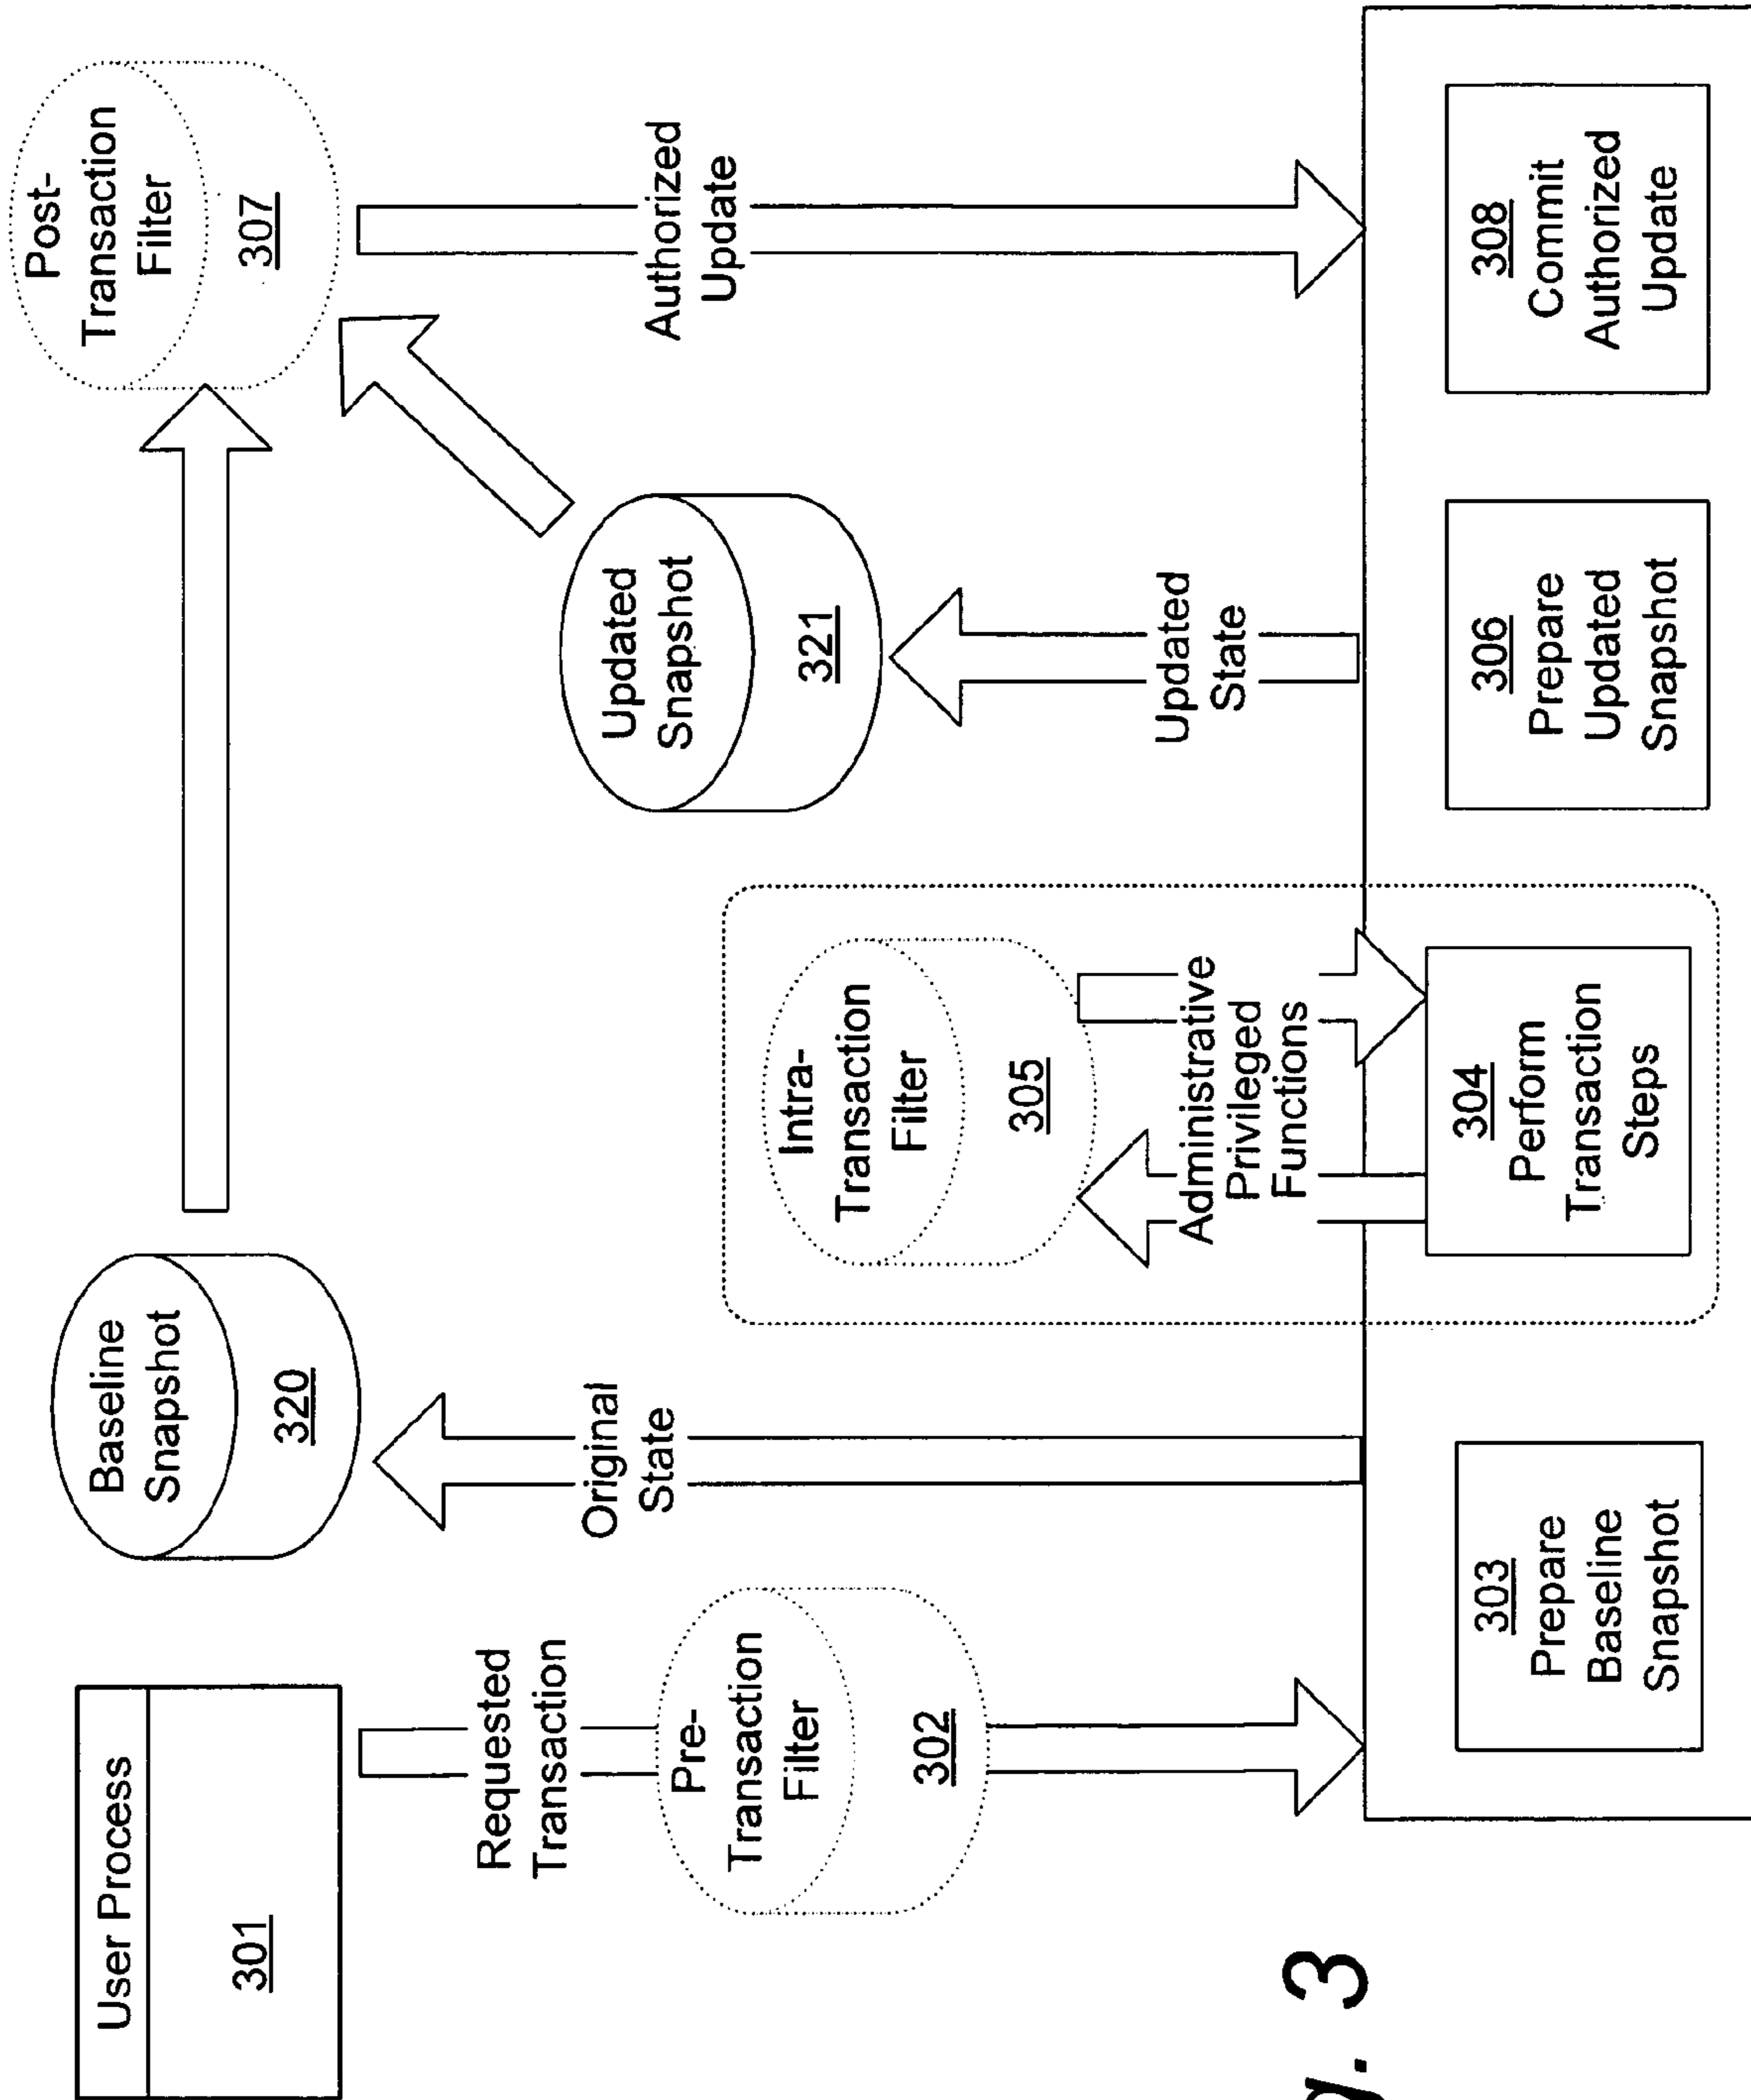 User Process
301
Requested
Transaction
Pre-
Transaction
Filter
302
Baseline
Snapshot
320
Original
State
303
Prepare
Baseline
Snapshot
Intra-
Transaction
Filter
305
Administrative
Privileged
Functions
304
Perform
Transaction
Steps
Updated
Snapshot
321
Updated
State
306
Prepare
Updated
Snapshot
Post-
Transaction
Filter
307
Authorized
Update
308
Commit
Authorized
Update
g. 3